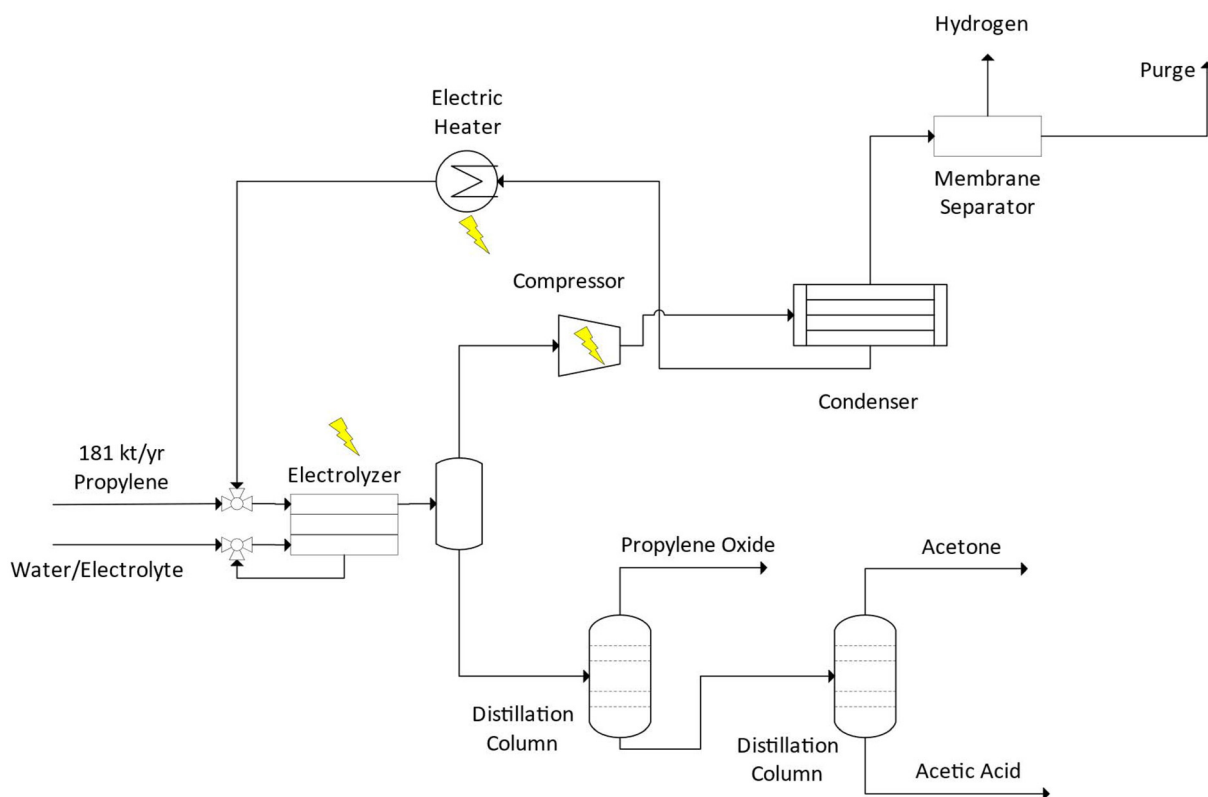 Hydrogen
Purge
Electric
Heater
Membrane
Separator
Compressor
Condenser
181 kt/yr
Propylene
Electrolyzer
Water/Electrolyte
Propylene Oxide
Acetone
Distillation
Column
Distillation
Column
Acetic Acid